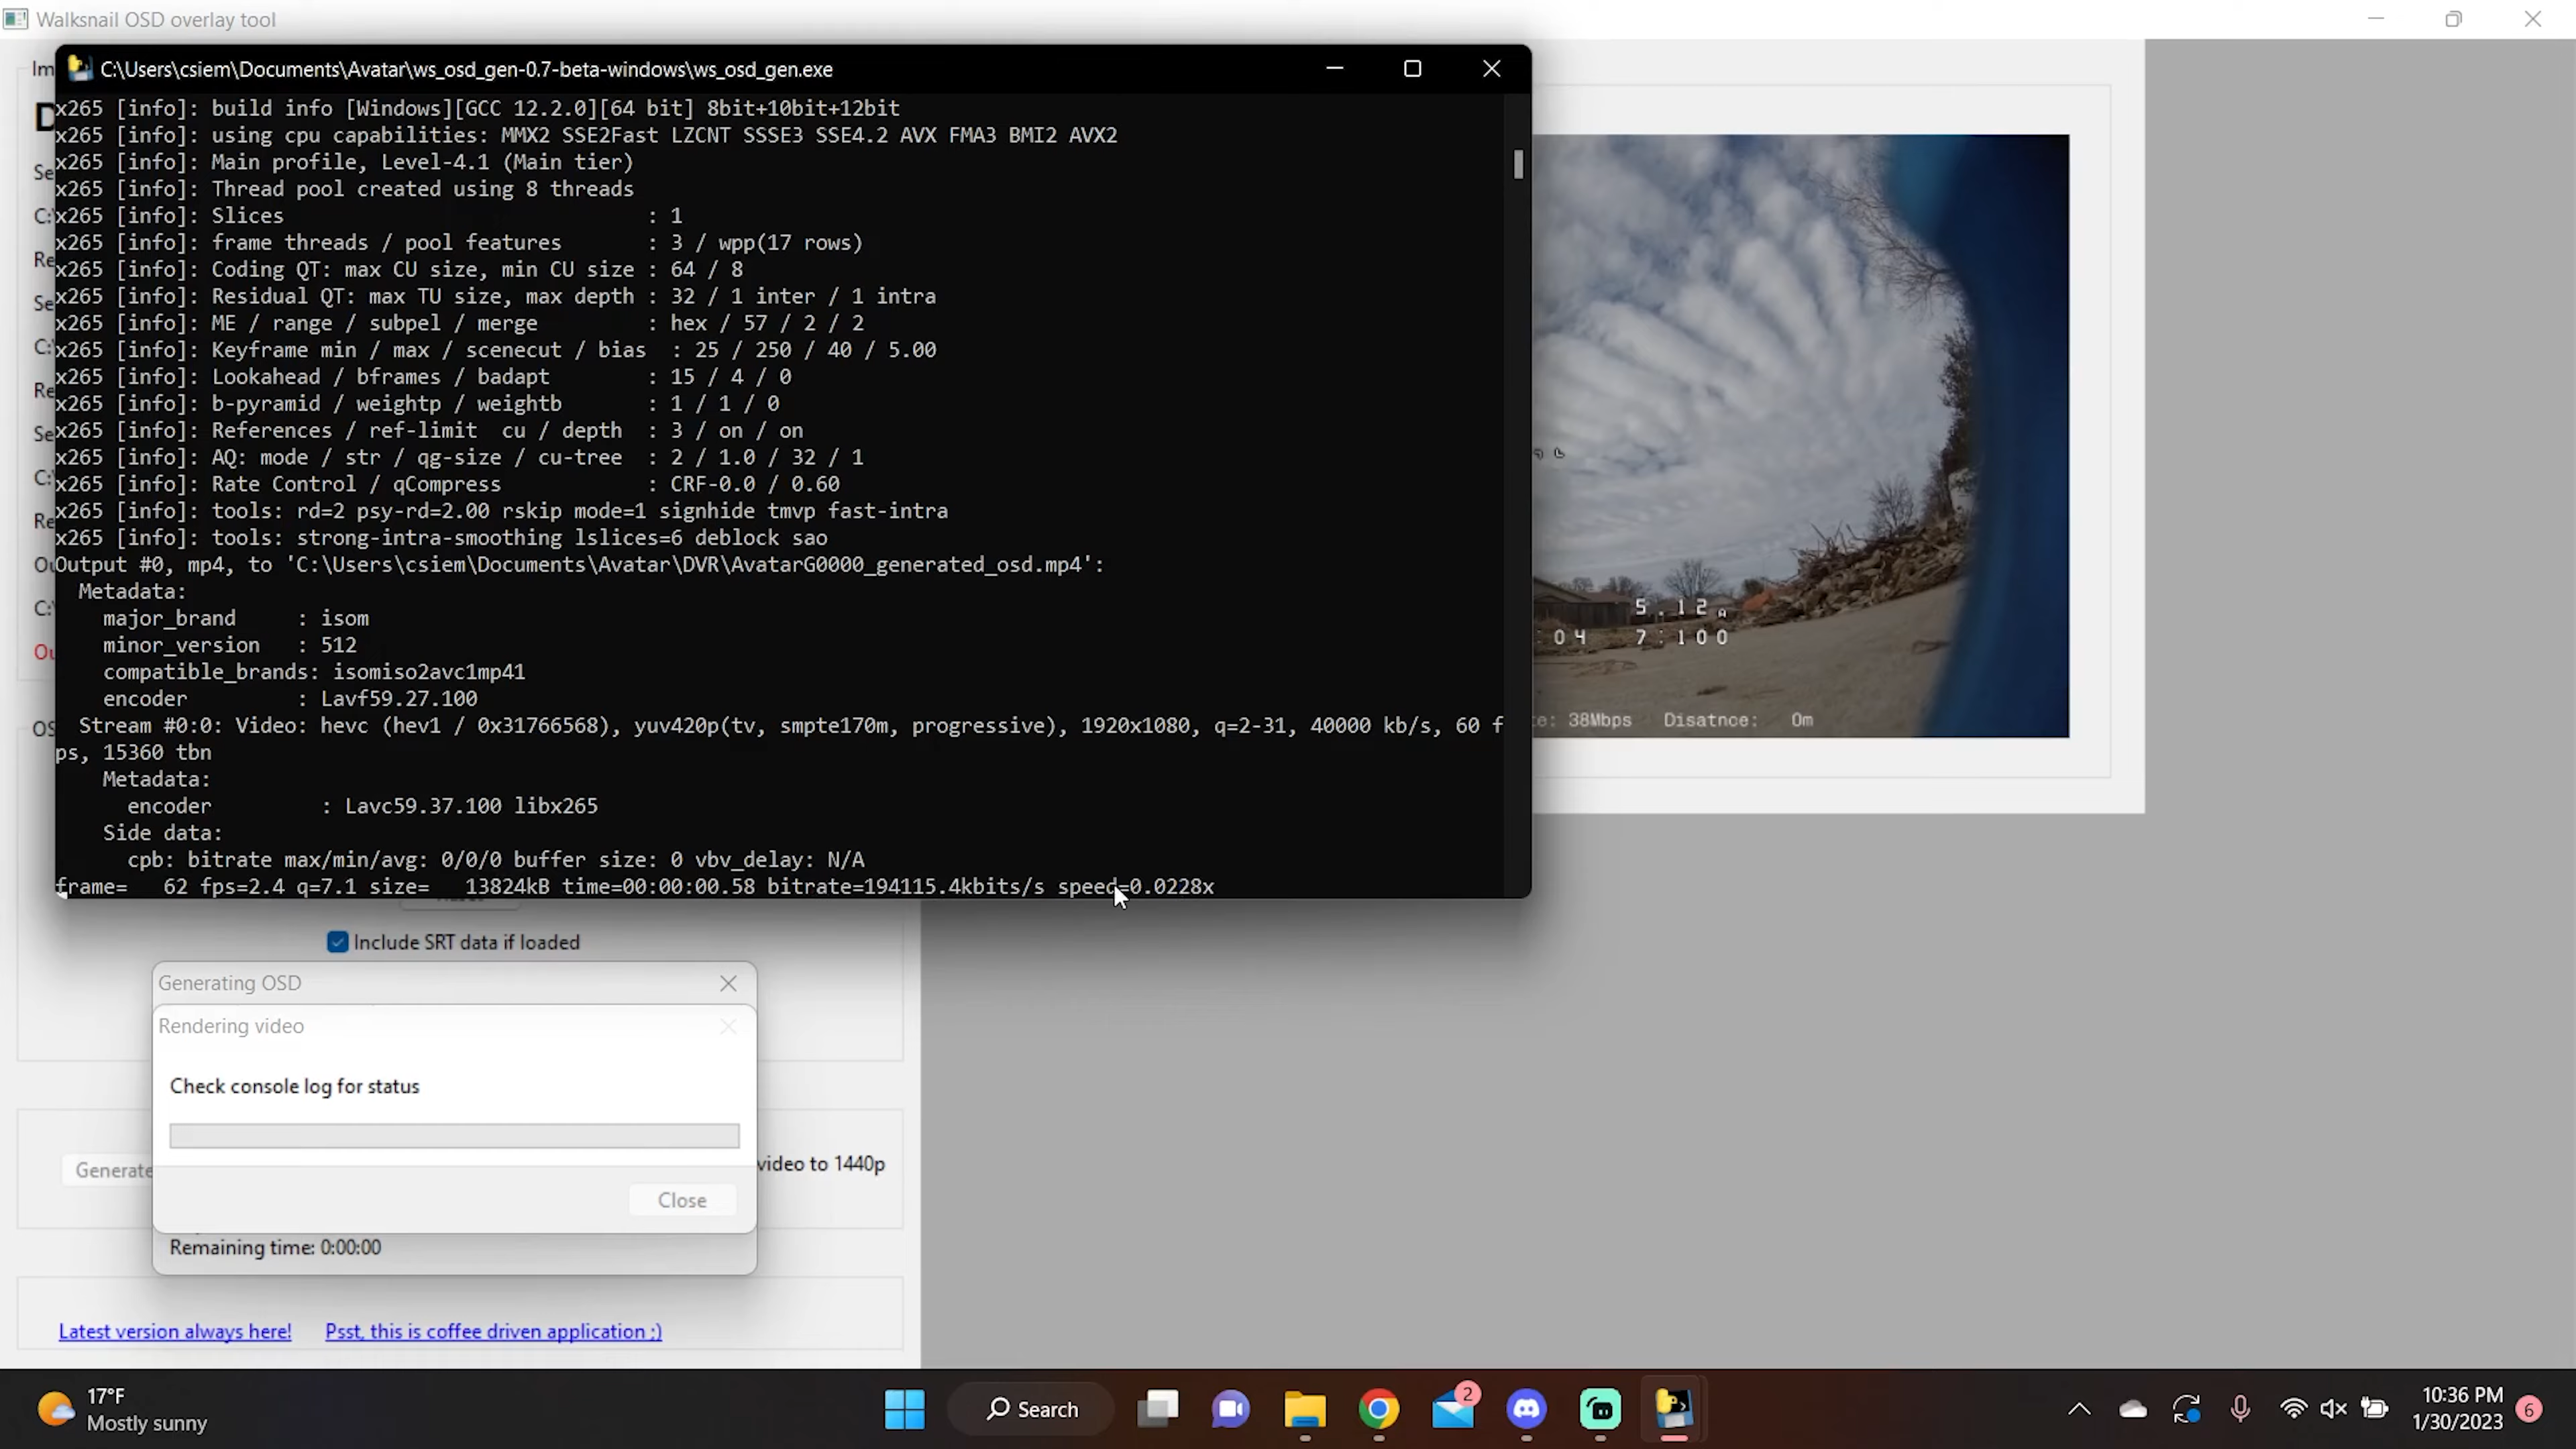 Walksnail OSD overlay tool
C:\Users\csiem\Documents\Avatar\ws_osd_gen-0.7-beta-windows\ws_osd_gen.exe
x265 [info]: build info [Windows][GCC 12.2.0][64 bit] 8bit+10bit+12bit
x265 [info]: using cpu capabilities: MMX2 SSE2Fast LZCNT SSSE3 SSE4.2 AVX FMA3 BMI2 AVX2
x265 [info]: Main profile, Level-4.1 (Main tier)
x265 [info]: Thread pool created using 8 threads
x265 [info]: Slices : 1
x265 [info]: frame threads / pool features : 3 / wpp(17 rows)
x265 [info]: Coding QT: max CU size, min CU size : 64 / 8
x265 [info]: Residual QT: max TU size, max depth : 32 / 1 inter / 1 intra
x265 [info]: ME / range / subpel / merge : hex / 57 / 2 / 2
x265 [info]: Keyframe min / max / scenecut / bias : 25 / 250 / 40 / 5.00
x265 [info]: Lookahead / bframes / badapt : 15 / 4 / 0
x265 [info]: b-pyramid / weightp / weightb : 1 / 1 / 0
x265 [info]: References / ref-limit cu / depth : 3 / on / on
x265 [info]: AQ: mode / str / qg-size / cu-tree : 2 / 1.0 / 32 / 1
x265 [info]: Rate Control / qCompress : CRF-0.0 / 0.60
x265 [info]: tools: rd=2 psy-rd=2.00 rskip mode=1 signhide tmvp fast-intra
x265 [info]: tools: strong-intra-smoothing lslices=6 deblock sao
Output #0, mp4, to 'C:\Users\csiem\Documents\Avatar\DVR\AvatarG0000_generated_osd.mp4':
Metadata:
major_brand : isom
minor_version : 512
compatible_brands: isomiso2avc1mp41
encoder : Lavf59.27.100
Stream #0:0: Video: hevc (hev1 / 0x31766568), yuv420p(tv, smpte170m, progressive), 1920x1080, q=2-31, 40000 kb/s, 60 f
ps, 15360 tbn
Metadata:
encoder : Lavc59.37.100 libx265
Side data:
cpb: bitrate max/min/avg: 0/0/0 buffer size: 0 vbv_delay: N/A
frame= 62 fps=2.4 q=7.1 size= 13824kB time=00:00:00.58 bitrate=194115.4kbits/s speed=0.0228x
5.12A
:04 7:100
38Mbps Disatnce: 0m
Include SRT data if loaded
Generating OSD
Rendering video
Check console log for status
Generate
video to 1440p
Close
Remaining time: 0:00:00
Latest version always here! Psst, this is coffee driven application ;)
17°F
Mostly sunny
Search
2
10:36 PM
1/30/2023
6